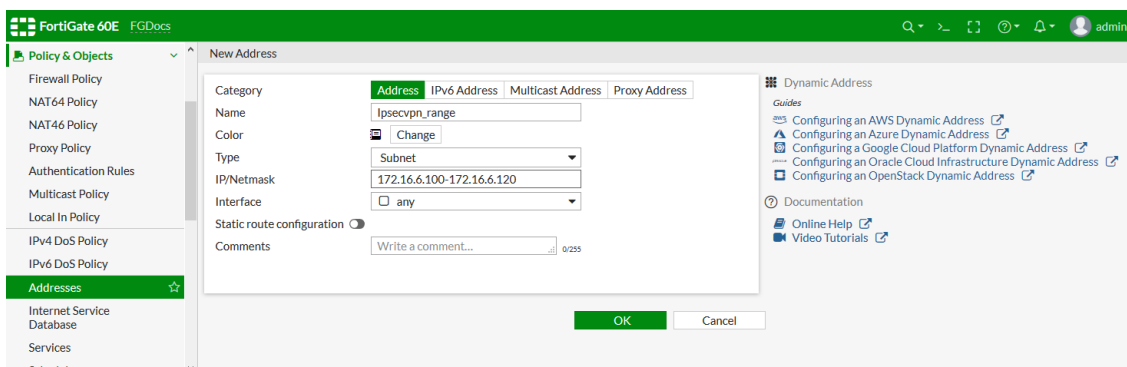 FortiGate 60E FGDocs
admin
Policy & Objects
Firewall Policy
NAT64 Policy
NAT46 Policy
Proxy Policy
Authentication Rules
Multicast Policy
Local In Policy
IPv4 DoS Policy
IPv6 DoS Policy
Addresses
Internet Service
Database
Services
New Address
Category Address IPv6 Address Multicast Address Proxy Address
Name Ipsecvpn_range
Color Change
Type Subnet
IP/Netmask 172.16.6.100-172.16.6.120
Interface any
Static route configuration
Comments Write a comment... 0/255
OK Cancel
Dynamic Address
Guides
aws Configuring an AWS Dynamic Address
Configuring an Azure Dynamic Address
Configuring a Google Cloud Platform Dynamic Address
Configuring an Oracle Cloud Infrastructure Dynamic Address
Configuring an OpenStack Dynamic Address
Documentation
Online Help
Video Tutorials